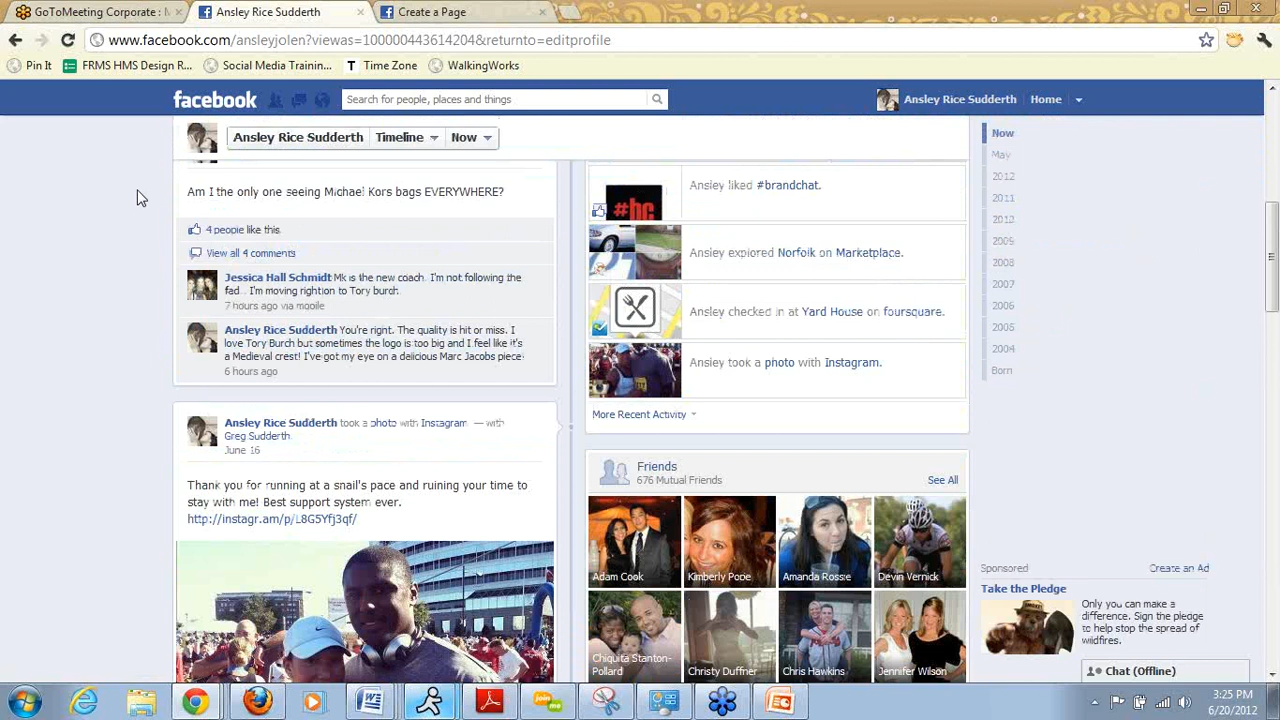 GoToMeeting Corporate : M
Ansley Rice Sudderth
Create a Page
www.facebook.com/ansleyjolen?viewas=100000443614204&returnto=editprofile
Pin It
FRMS HMS Design R...
Social Media Trainin...
Time Zone
WalkingWorks
facebook
Search for people, places and things
Ansley Rice Sudderth
Home
Ansley Rice Sudderth
Timeline
Now
Am I the only one seeing Michael Kors bags EVERYWHERE?
4 people like this.
View all 4 comments
Jessica Hall Schmidt Mk is the new coach. I'm not following the
fad... I'm moving right on to Tory burch.
7 hours ago via mobile
Ansley Rice Sudderth You're right. The quality is hit or miss. I
love Tory Burch but sometimes the logo is too big and I feel like it's
a Medieval crest! I've got my eye on a delicious Marc Jacobs piece·
6 hours ago
Ansley Rice Sudderth took a photo with Instagram. — with
Greg Sudderth.
June 16
Thank you for running at a snail's pace and ruining your time to
stay with me! Best support system ever.
http://instagr.am/p/L8G5Yfj3qf/
#bc
Ansley liked #brandchat.
Ansley explored Norfolk on Marketplace.
Ansley checked in at Yard House on foursquare.
Ansley took a photo with Instagram.
More Recent Activity
Friends
676 Mutual Friends
See All
Adam Cook
Kimberly Pope
Amanda Rossie
Devin Vernick
Chiquita Stanton-
Pollard
Christy Duffner
Chris Hawkins
Jennifer Wilson
Now
May
2012
2011
2012
2009
2008
2007
2006
2005
2004
Born
Sponsored
Create an Ad
Take the Pledge
Only you can make a
difference. Sign the pledge
to help stop the spread of
wildfires.
Chat (Offline)
join
me
3:25 PM
6/20/2012